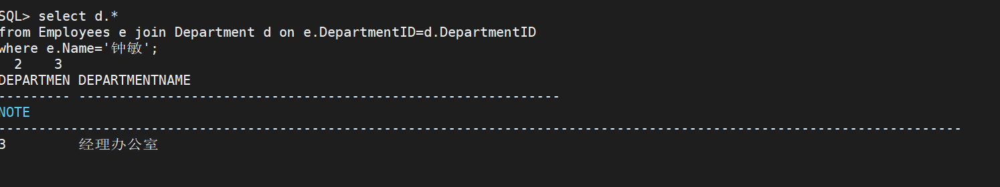 SQL> select d.*
from Employees e join Department d on e.DepartmentID=d.DepartmentID
where e.Name='钟敏';
  2    3
DEPARTMEN DEPARTMENTNAME
--------- ------------------------------------------------------------
NOTE
------------------------------------------------------------------------------------------------------------------------
3         经理办公室